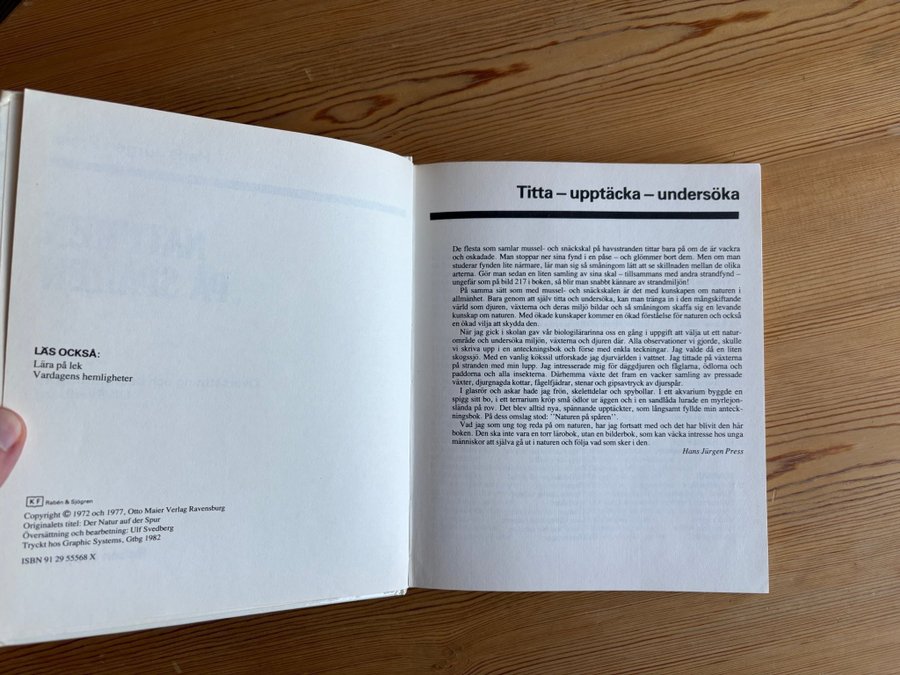 LÄS OCKSÅ:
Lära på lek
Vardagens hemligheter
KF Rabén & Sjögren
Copyright © 1972 och 1977, Otto Maier Verlag Ravensburg
Originalets titel: Der Natur auf der Spur
Översättning och bearbetning: Ulf Svedberg
Tryckt hos Graphic Systems, Gtbg 1982
ISBN 91 29 55568 X
Titta – upptäcka – undersöka
De flesta som samlar mussel- och snäckskal på havsstranden tittar bara på om de är vackra
och oskadade. Man stoppar ner sina fynd i en påse – och glömmer bort dem. Men om man
studerar fynden lite närmare, lär man sig så småningom lätt att se skillnaden mellan de olika
arterna. Gör man sedan en liten samling av sina skal – tillsammans med andra strandfynd –
ungefär som på bild 217 i boken, så blir man snabbt kännare av strandmiljön!
På samma sätt som med mussel- och snäckskalen är det med kunskapen om naturen i
allmänhet. Bara genom att själv titta och undersöka, kan man tränga in i den mångskiftande
värld som djuren, växterna och deras miljö bildar och så småningom skaffa sig en levande
kunskap om naturen. Med ökade kunskaper kommer en ökad förståelse för naturen och också
en ökad vilja att skydda den.
När jag gick i skolan gav vår biologilärarinna oss en gång i uppgift att välja ut ett natur-
område och undersöka miljön, växterna och djuren där. Alla observationer vi gjorde, skulle
vi skriva upp i en anteckningsbok och förse med enkla teckningar. Jag valde då en liten
skogssjö. Med en vanlig kökssil utforskade jag djurvärlden i vattnet. Jag tittade på växterna
på stranden med min lupp. Jag intresserade mig för däggdjuren och fåglarna, ödlorna och
paddorna och alla insekterna. Därhemma växte det fram en vacker samling av pressade
växter, djurgnagda kottar, fågelfjädrar, stenar och gipsavtryck av djurspår.
I glasrör och askar hade jag frön, skelettdelar och spybollar. I ett akvarium byggde en
spigg sitt bo, i ett terrarium kröp små ödlor ur äggen och i en sandlåda lurade en myrlejon-
slända på rov. Det blev alltid nya, spännande upptäckter, som långsamt fyllde min anteck-
ningsbok. På dess omslag stod: ''Naturen på spåren''.
Vad jag som ung tog reda på om naturen, har jag fortsatt med och det har blivit den här
boken. Den ska inte vara en torr lärobok, utan en bilderbok, som kan väcka intresse hos unga
människor att själva gå ut i naturen och följa vad som sker i den.
Hans Jürgen Press